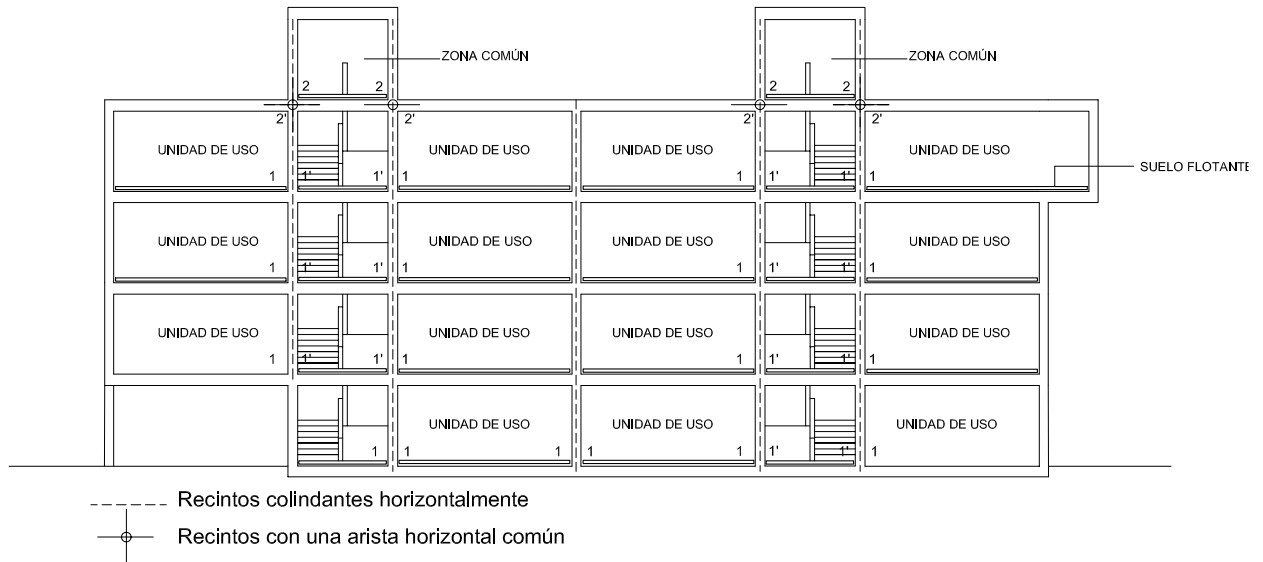 ZONA COMÚN ZONA COMÚN
2 2 2 2
2' 2' 2' 2'
UNIDAD DE USO UNIDAD DE USO UNIDAD DE USO UNIDAD DE USO
SUELO FLOTANTE
1 1' 1' 1 1 1' 1' 1
UNIDAD DE USO UNIDAD DE USO UNIDAD DE USO UNIDAD DE USO
1 1' 1' 1 1 1' 1' 1
UNIDAD DE USO UNIDAD DE USO UNIDAD DE USO UNIDAD DE USO
1 1' 1' 1 1 1' 1' 1
UNIDAD DE USO UNIDAD DE USO UNIDAD DE USO
1 1 1 1 1 1' 1' 1
Recintos colindantes horizontalmente
Recintos con una arista horizontal común